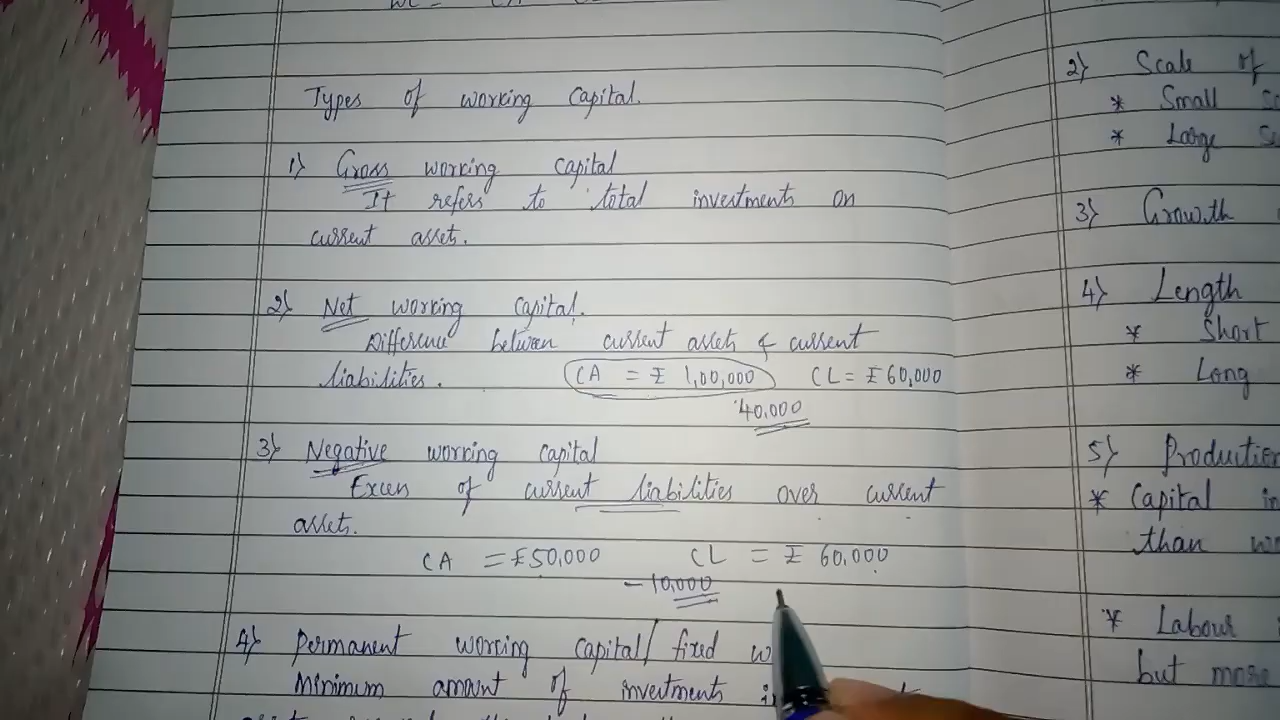 Types of working capital.
1) Gross working capital
It refers to total investments on
current assets.
2) Net working capital.
Difference between current assets & current
liabilities. CA = ₹ 1,00,000 CL = ₹ 60,000
40,000
3) Negative working capital
Excess of current liabilities over current
assets.
CA = ₹50,000 CL = ₹ 60,000
- 10,000
4) Permanent working capital/ fixed
Minimum amount of investments
2) Scale of
* Small
* Large
3) Growth
4) Length
* Short
* Long
5) Production
* Capital
than
* Labour
but more